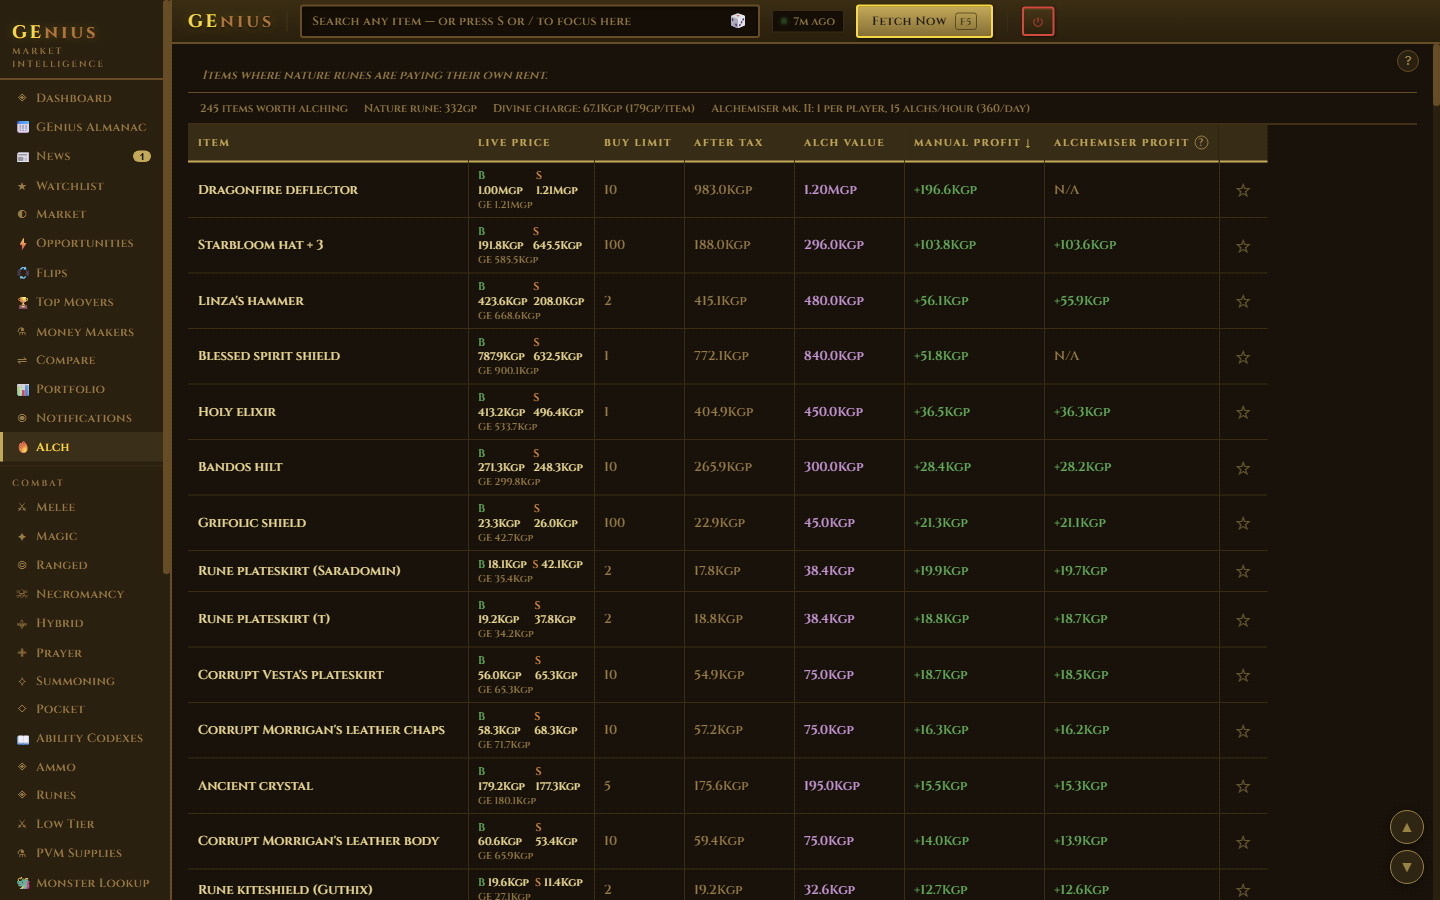 GENIUS
MARKET INTELLIGENCE
DASHBOARD
GENIUS ALMANAC
NEWS 1
WATCHLIST
MARKET
OPPORTUNITIES
FLIPS
TOP MOVERS
MONEY MAKERS
COMPARE
PORTFOLIO
NOTIFICATIONS
ALCH
COMBAT
MELEE
MAGIC
RANGED
NECROMANCY
HYBRID
PRAYER
SUMMONING
POCKET
ABILITY CODEXES
AMMO
RUNES
LOW TIER
PVM SUPPLIES
MONSTER LOOKUP
GENIUS
SEARCH ANY ITEM — OR PRESS S OR / TO FOCUS HERE
7M AGO
FETCH NOW F5
ITEMS WHERE NATURE RUNES ARE PAYING THEIR OWN RENT.
?
245 ITEMS WORTH ALCHING NATURE RUNE: 332GP DIVINE CHARGE: 67.1KGP (179GP/ITEM) ALCHEMISER MK. II: 1 PER PLAYER, 15 ALCHS/HOUR (360/DAY)
ITEM LIVE PRICE BUY LIMIT AFTER TAX ALCH VALUE MANUAL PROFIT ↓ ALCHEMISER PROFIT ?
DRAGONFIRE DEFLECTOR B 1.00MGP S 1.21MGP GE 1.21MGP 10 983.0KGP 1.20MGP +196.6KGP N/A
STARBLOOM HAT + 3 B 191.8KGP S 645.5KGP GE 585.5KGP 100 188.0KGP 296.0KGP +103.8KGP +103.6KGP
LINZA'S HAMMER B 423.6KGP S 208.0KGP GE 668.6KGP 2 415.1KGP 480.0KGP +56.1KGP +55.9KGP
BLESSED SPIRIT SHIELD B 787.9KGP S 632.5KGP GE 900.1KGP 1 772.1KGP 840.0KGP +51.8KGP N/A
HOLY ELIXIR B 413.2KGP S 496.4KGP GE 533.7KGP 1 404.9KGP 450.0KGP +36.5KGP +36.3KGP
BANDOS HILT B 271.3KGP S 248.3KGP GE 299.8KGP 10 265.9KGP 300.0KGP +28.4KGP +28.2KGP
GRIFOLIC SHIELD B 23.3KGP S 26.0KGP GE 42.7KGP 100 22.9KGP 45.0KGP +21.3KGP +21.1KGP
RUNE PLATESKIRT (SARADOMIN) B 18.1KGP S 42.1KGP GE 35.4KGP 2 17.8KGP 38.4KGP +19.9KGP +19.7KGP
RUNE PLATESKIRT (T) B 19.2KGP S 37.8KGP GE 34.2KGP 2 18.8KGP 38.4KGP +18.8KGP +18.7KGP
CORRUPT VESTA'S PLATESKIRT B 56.0KGP S 65.3KGP GE 65.3KGP 10 54.9KGP 75.0KGP +18.7KGP +18.5KGP
CORRUPT MORRIGAN'S LEATHER CHAPS B 58.3KGP S 68.3KGP GE 71.7KGP 10 57.2KGP 75.0KGP +16.3KGP +16.2KGP
ANCIENT CRYSTAL B 179.2KGP S 177.3KGP GE 180.1KGP 5 175.6KGP 195.0KGP +15.5KGP +15.3KGP
CORRUPT MORRIGAN'S LEATHER BODY B 60.6KGP S 53.4KGP GE 65.9KGP 10 59.4KGP 75.0KGP +14.0KGP +13.9KGP
RUNE KITESHIELD (GUTHIX) B 19.6KGP S 11.4KGP GE 27.1KGP 2 19.2KGP 32.6KGP +12.7KGP +12.6KGP